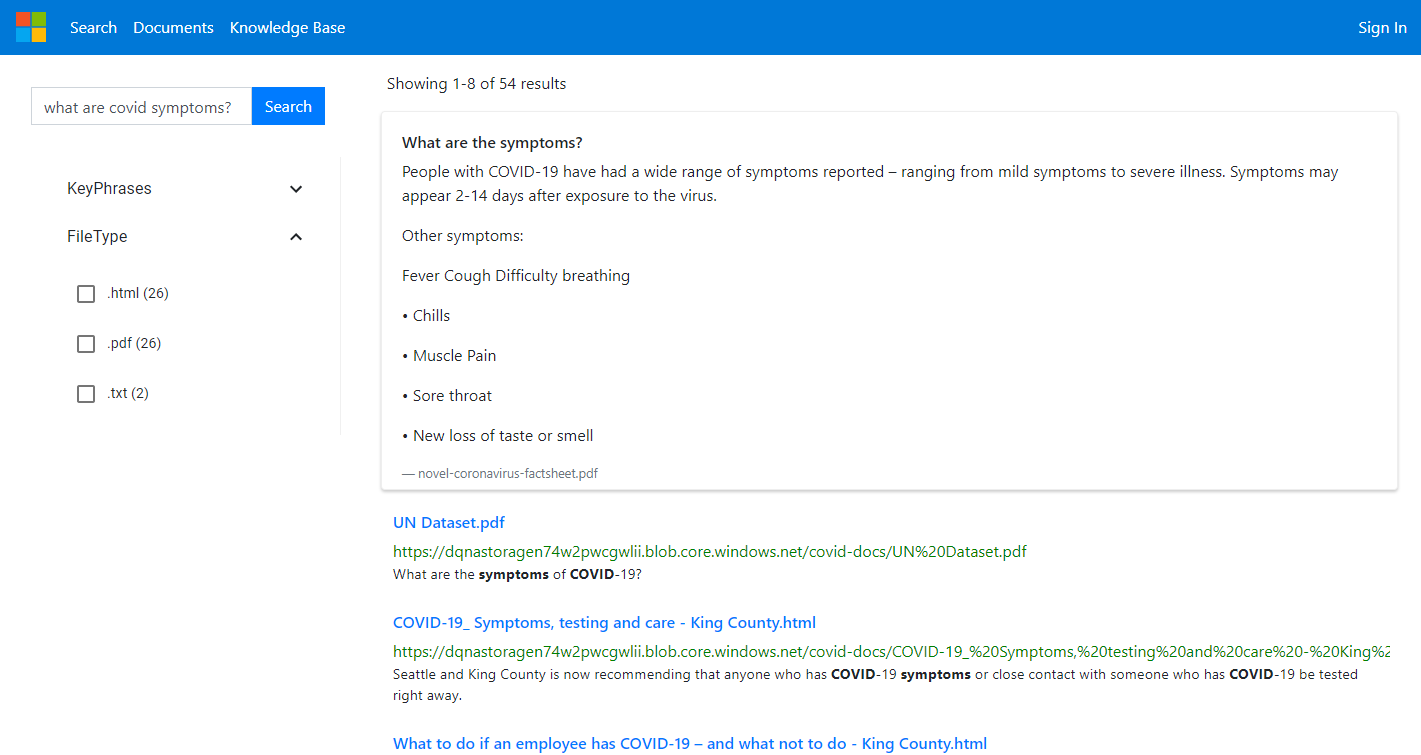 Search Documents Knowledge Base Sign In
what are covid symptoms? Search
KeyPhrases
FileType
.html (26)
.pdf (26)
.txt (2)
Showing 1-8 of 54 results
What are the symptoms?
People with COVID-19 have had a wide range of symptoms reported – ranging from mild symptoms to severe illness. Symptoms may
appear 2-14 days after exposure to the virus.
Other symptoms:
Fever Cough Difficulty breathing
• Chills
• Muscle Pain
• Sore throat
• New loss of taste or smell
— novel-coronavirus-factsheet.pdf
UN Dataset.pdf
https://dqnastoragen74w2pwcgwlii.blob.core.windows.net/covid-docs/UN%20Dataset.pdf
What are the symptoms of COVID-19?
COVID-19_ Symptoms, testing and care - King County.html
https://dqnastoragen74w2pwcgwlii.blob.core.windows.net/covid-docs/COVID-19_%20Symptoms,%20testing%20and%20care%20-%20King%2
Seattle and King County is now recommending that anyone who has COVID-19 symptoms or close contact with someone who has COVID-19 be tested
right away.
What to do if an employee has COVID-19 – and what not to do - King County.html